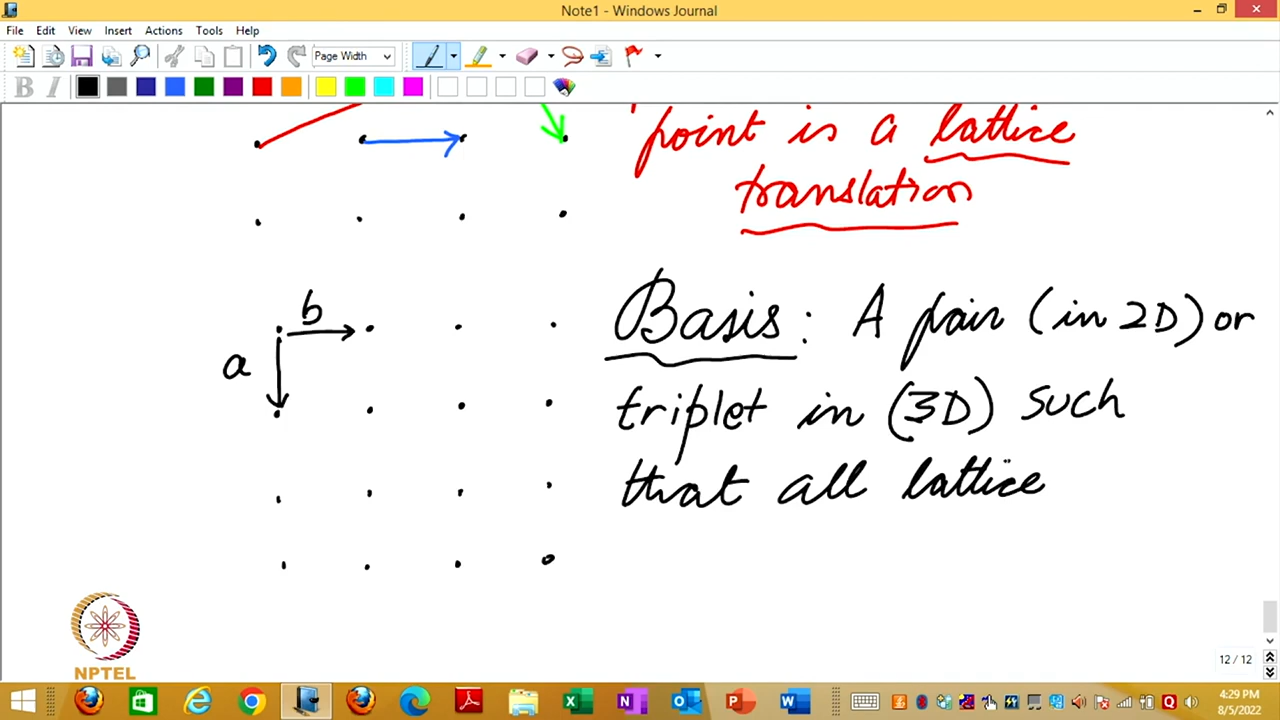 Note1 - Windows Journal
File Edit View Insert Actions Tools Help
Page Width
B I
point is a lattice
translation
b
a
Basis : A pair (in 2D) or
triplet in (3D) such
that all lattice
NPTEL
12 / 12
4:29 PM
8/5/2022